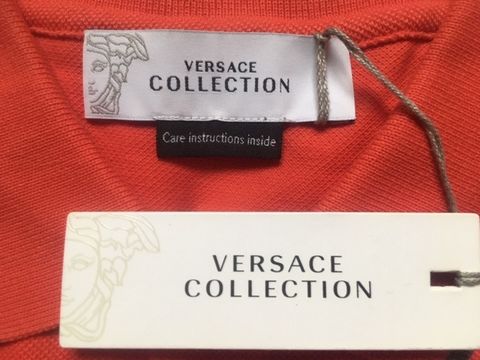 VERSACE
COLLECTION
Care instructions inside
VERSACE
COLLECTION